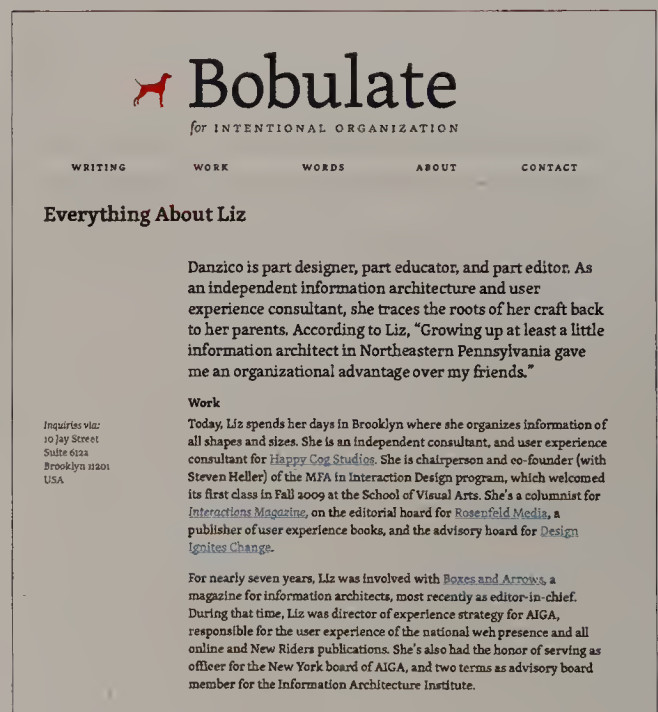 Bobulate
for INTENTIONAL ORGANIZATION
WRITING WORK WORDS ABOUT CONTACT
Everything About Liz
Danzico is part designer, part educator, and part editor. As
an independent information architecture and user
experience consultant, she traces the roots of her craft back
to her parents. According to Liz, “Growing up at least a little
information architect in Northeastern Pennsylvania gave
me an organizational advantage over my friends.”
Inquiries via:
10 Jay Street
Suite 612a
Brooklyn 11201
USA
Work
Today, Liz spends her days in Brooklyn where she organizes information of
all shapes and sizes. She is an independent consultant, and user experience
consultant for Happy Cog Studios. She is chairperson and co-founder (with
Steven Heller) of the MFA in Interaction Design program, which welcomed
its first class in Fall 2009 at the School of Visual Arts. She's a columnist for
Interactions Magazine, on the editorial hoard for Rosenfeld Media, a
publisher of user experience books, and the advisory hoard for Design
Ignites Change.
For nearly seven years, Liz was involved with Boxes and Arrows, a
magazine for information architects, most recently as editor-in-chief.
During that time, Liz was director of experience strategy for AIGA,
responsible for the user experience of the national weh presence and all
online and New Riders publications. She's also had the honor of serving as
officer for the New York board of AIGA, and two terms as advisory board
member for the Information Architecture Institute.